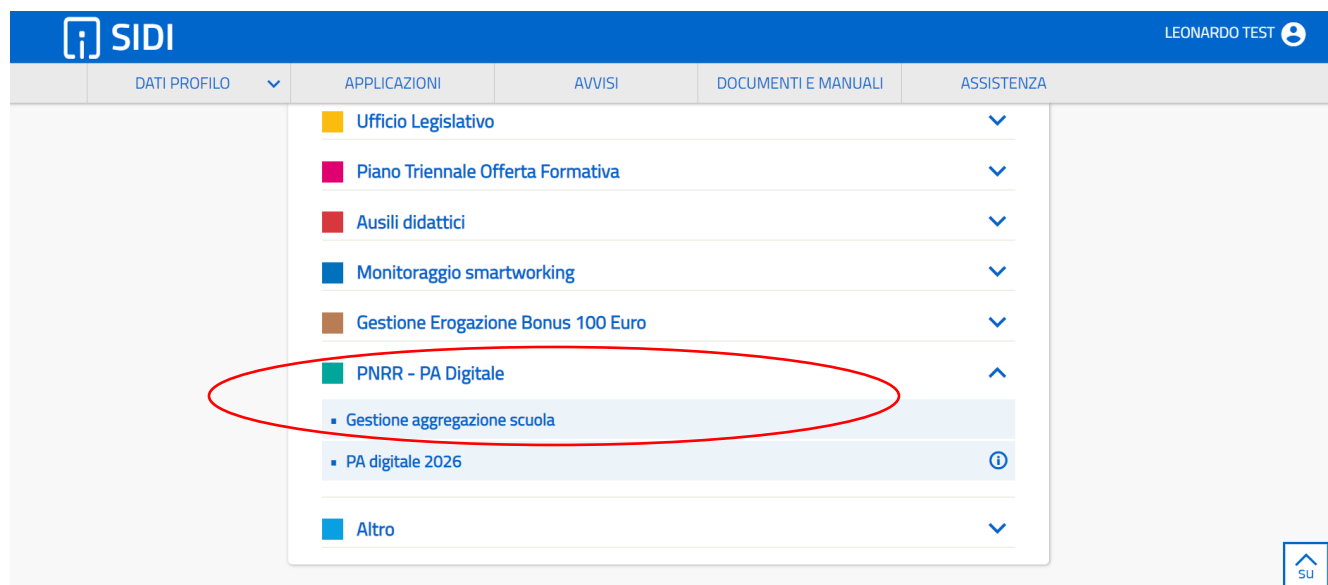 SIDI
LEONARDO TEST
DATI PROFILO APPLICAZIONI AVVISI DOCUMENTI E MANUALI ASSISTENZA
Ufficio Legislativo
Piano Triennale Offerta Formativa
Ausili didattici
Monitoraggio smartworking
Gestione Erogazione Bonus 100 Euro
PNRR - PA Digitale
Gestione aggregazione scuola
PA digitale 2026
Altro
su